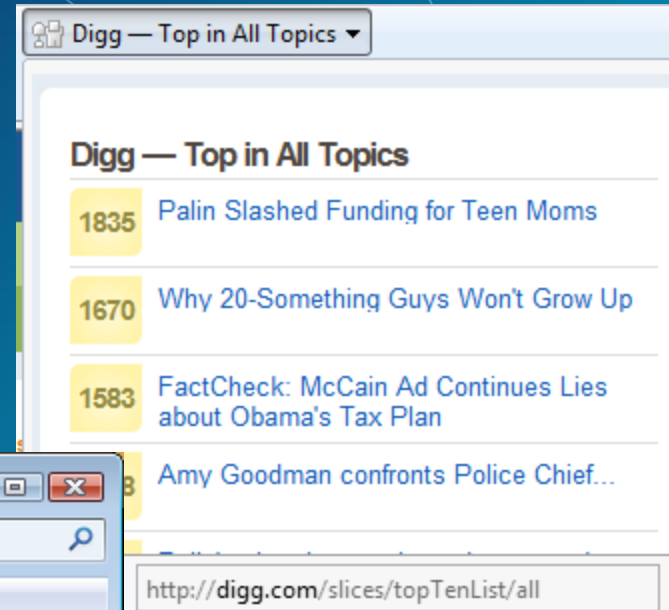 Digg — Top in All Topics
Digg — Top in All Topics
1835 Palin Slashed Funding for Teen Moms
1670 Why 20-Something Guys Won't Grow Up
1583 FactCheck: McCain Ad Continues Lies
about Obama's Tax Plan
Amy Goodman confronts Police Chief...
http://digg.com/slices/topTenList/all